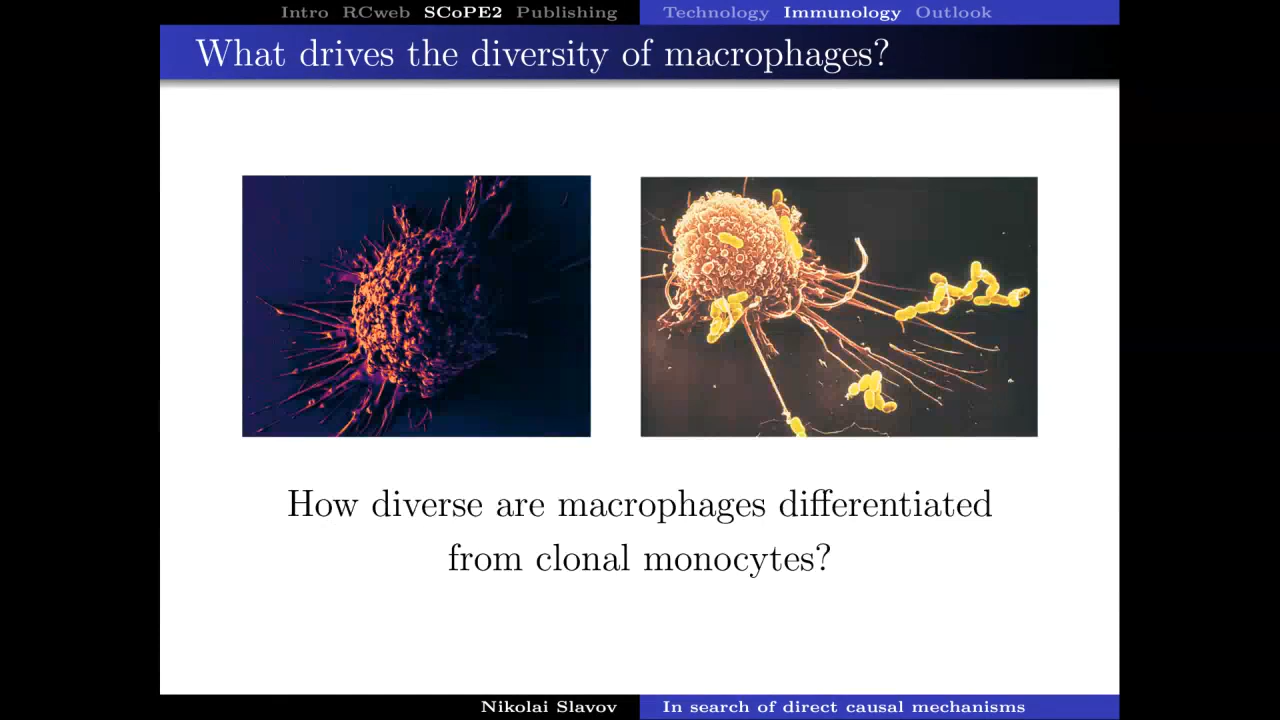 Intro RCweb SCoPE2 Publishing Technology Immunology Outlook
What drives the diversity of macrophages?
How diverse are macrophages differentiated
from clonal monocytes?
Nikolai Slavov In search of direct causal mechanisms